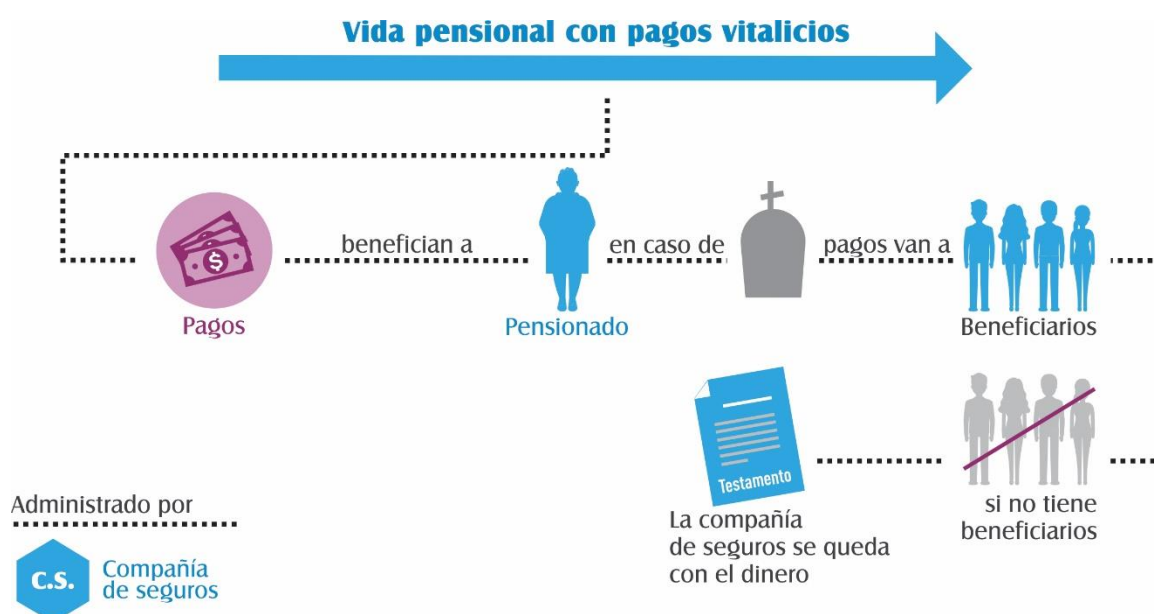 Vida pensional con pagos vitalicios
benefician a
en caso de
pagos van a
$
Pagos
Pensionado
Beneficiarios
Testamento
La compañía
de seguros se queda
con el dinero
si no tiene
beneficiarios
Administrado por
C.S.
Compañía
de seguros